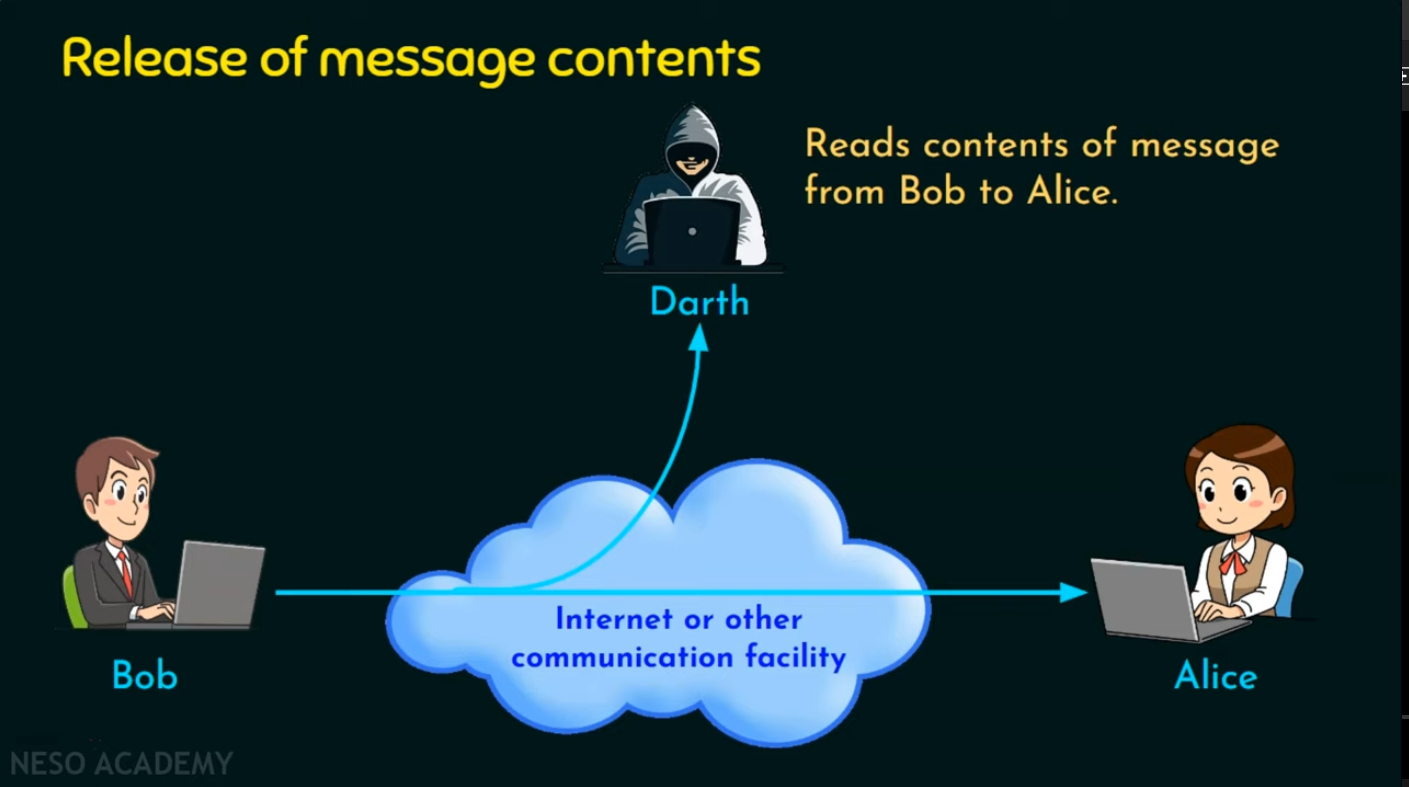 Release of message contents
Reads contents of message
from Bob to Alice.
Darth
Internet or other
communication facility
Bob
Alice
NESO ACADEMY